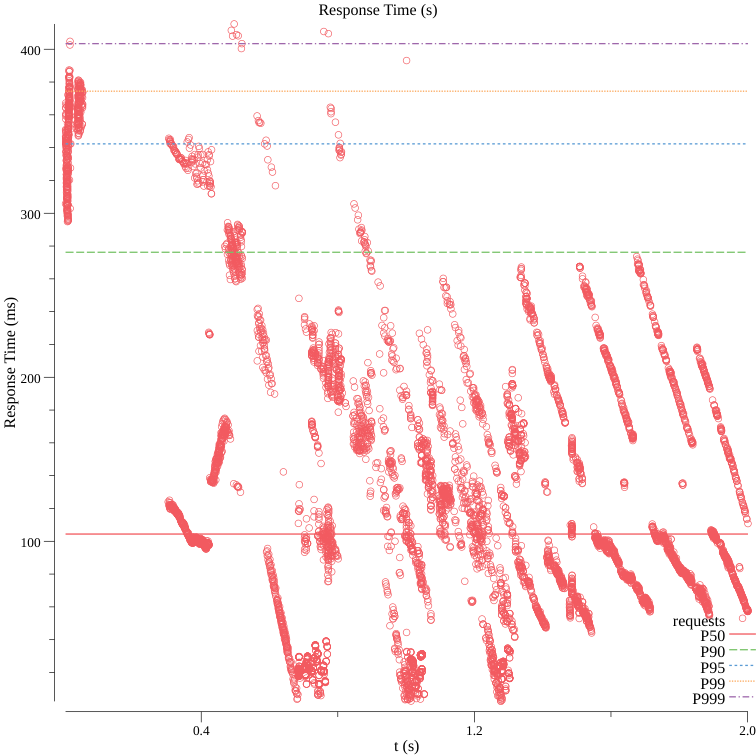 Response Time (s)
400
300
200
100
Response Time (ms)
requests
P50
P90
P95
P99
P999
0.4
1.2
2.0
t (s)